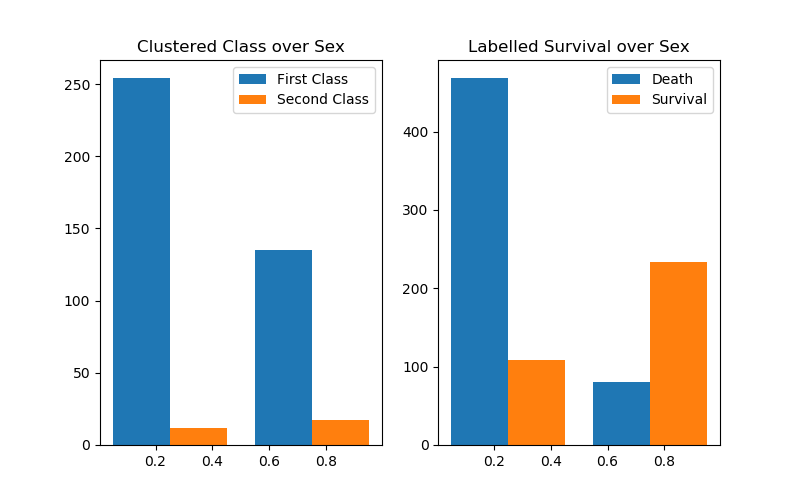 Clustered Class over Sex
First Class
Second Class
250
200
150
100
50
0
0.2 0.4 0.6 0.8
Labelled Survival over Sex
Death
Survival
400
300
200
100
0
0.2 0.4 0.6 0.8